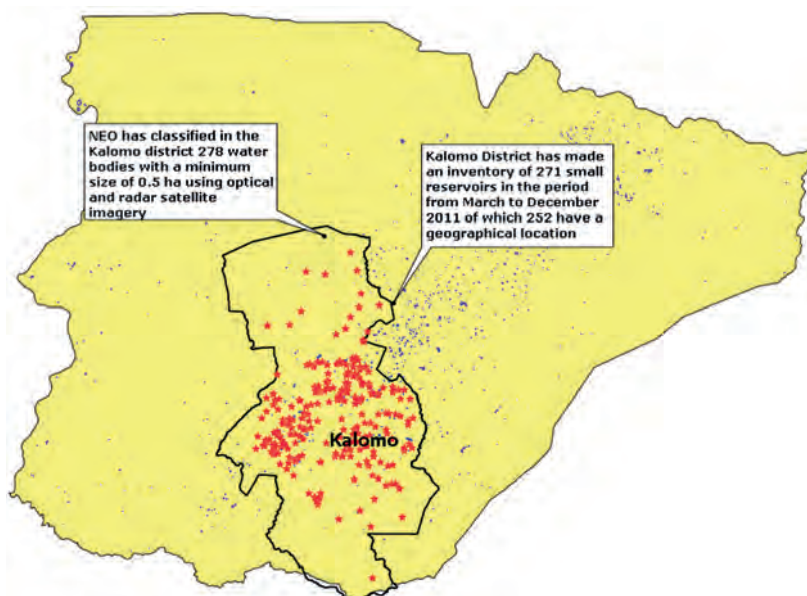 NEO has classified in the
Kalomo district 278 water
bodies with a minimum
size of 0.5 ha using optical
and radar satellite
imagery
Kalomo District has made
an inventory of 271 small
reservoirs in the period
from March to December
2011 of which 252 have a
geographical location
Kalomo